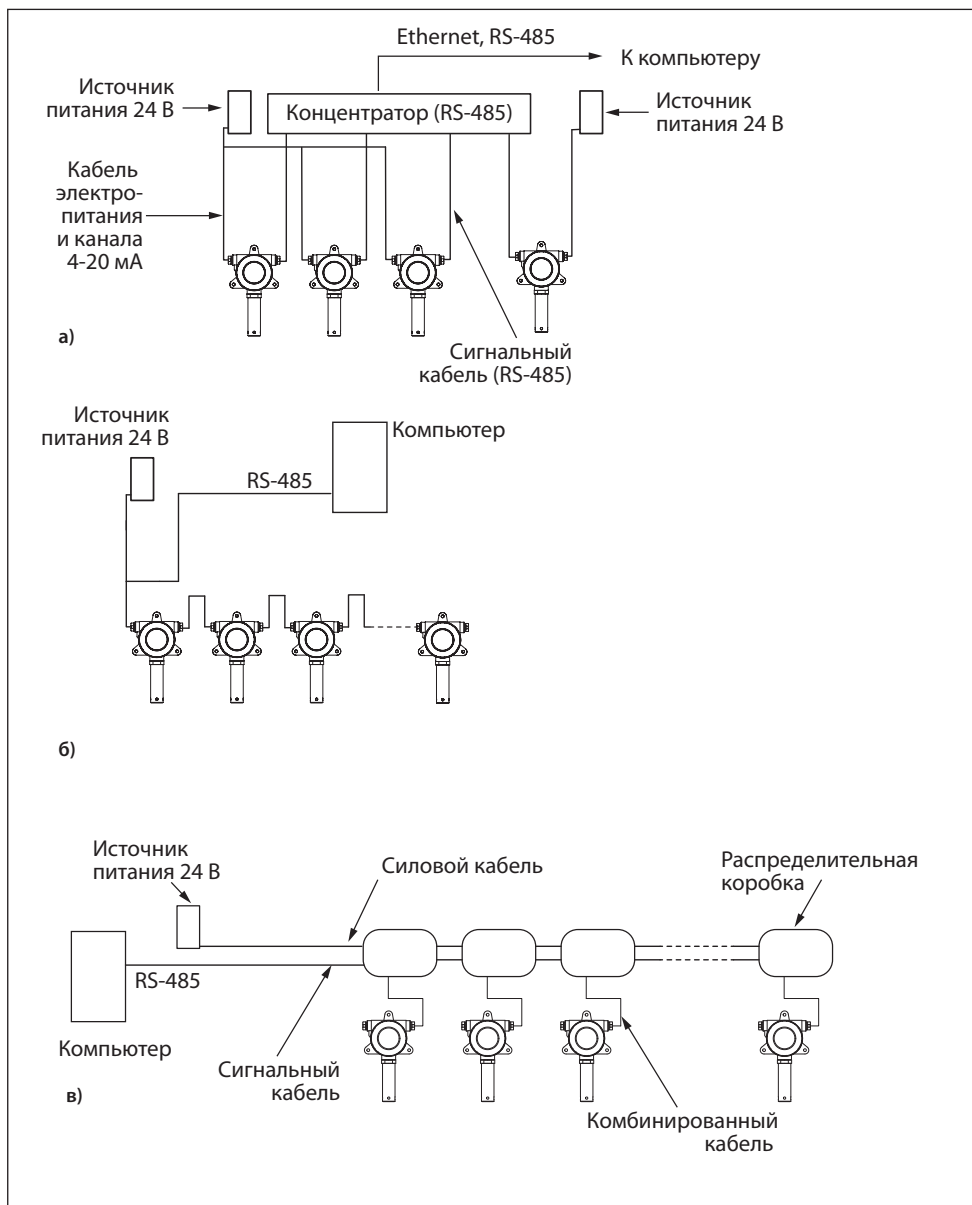 Ethernet, RS-485
К компьютеру
Источник
питания 24 В
Концентратор (RS-485)
Источник
питания 24 В
Кабель
электро-
питания
и канала
4-20 мА
а)
Сигнальный
кабель (RS-485)
Источник
питания 24 В
Компьютер
RS-485
б)
Источник
питания 24 В
Силовой кабель
Распределительная
коробка
RS-485
Компьютер
Сигнальный
кабель
в)
Комбинированный
кабель